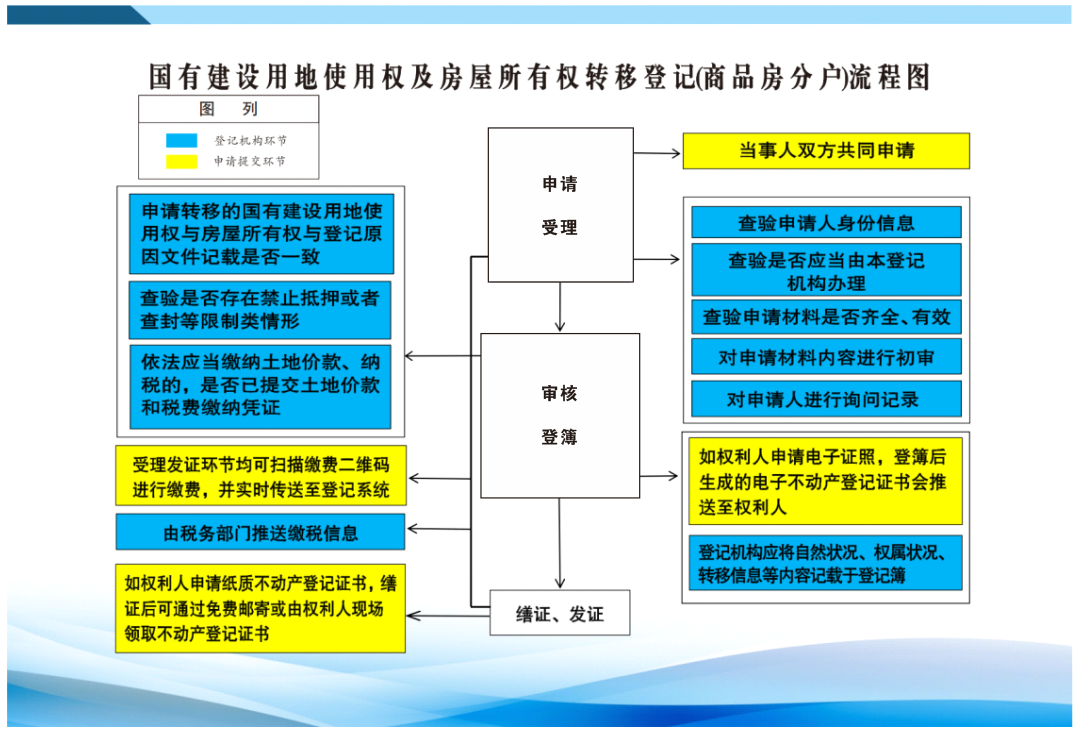 国有建设用地使用权及房屋所有权转移登记(商品房分户)流程图
图 列
登记机构环节
申请提交环节
申请
受理
当事人双方共同申请
查验申请人身份信息
查验是否应当由本登记
机构办理
查验申请材料是否齐全、有效
对申请材料内容进行初审
对申请人进行询问记录
申请转移的国有建设用地使
用权与房屋所有权与登记原
因文件记载是否一致
查验是否存在禁止抵押或者
查封等限制类情形
依法应当缴纳土地价款、纳
税的，是否已提交土地价款
和税费缴纳凭证
审核
登簿
如权利人申请电子证照，登簿后
生成的电子不动产登记证书会推
送至权利人
登记机构应将自然状况、权属状况、
转移信息等内容记载于登记簿
受理发证环节均可扫描缴费二维码
进行缴费，并实时传送至登记系统
由税务部门推送缴税信息
如权利人申请纸质不动产登记证书，缮
证后可通过免费邮寄或由权利人现场
领取不动产登记证书
缮证、发证